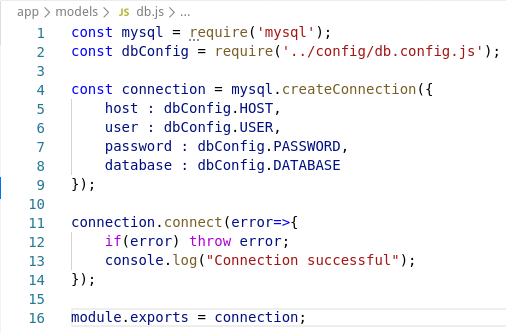 app > models > JS db.js > ...
1 const mysql = require('mysql');
2 const dbConfig = require('../config/db.config.js');
3
4 const connection = mysql.createConnection({
5     host : dbConfig.HOST,
6     user : dbConfig.USER,
7     password : dbConfig.PASSWORD,
8     database : dbConfig.DATABASE
9 });
10
11 connection.connect(error=>{
12     if(error) throw error;
13     console.log("Connection successful");
14 });
15
16 module.exports = connection;